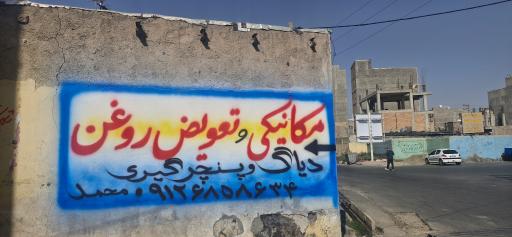 مکانیکی و تعویض روغن
دیاگ و پنچرگیری
۰۹۱۲۶۸۵۸۶۳۴ محمد